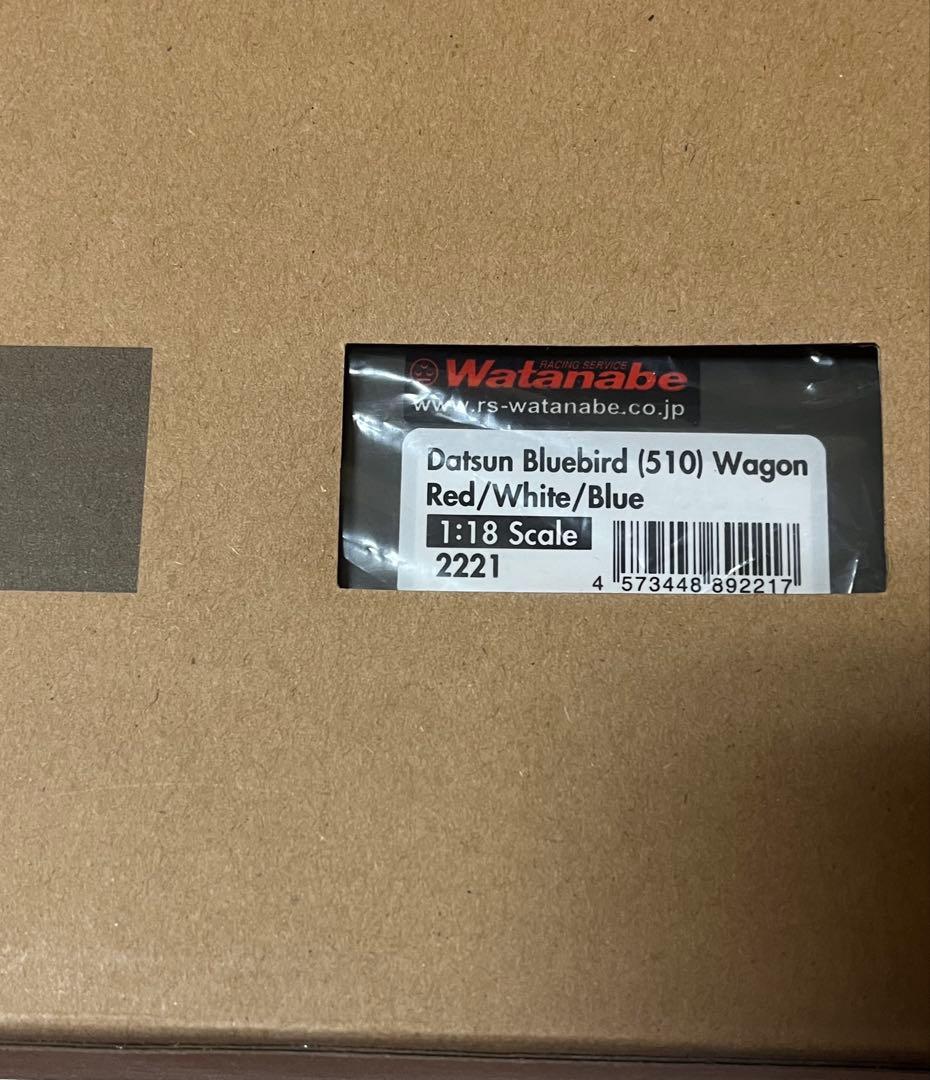 RACING SERVICE
Watanabe
www.rs-watanabe.co.jp
Datsun Bluebird (510) Wagon
Red/White/Blue
1:18 Scale
2221
4 573448 892217